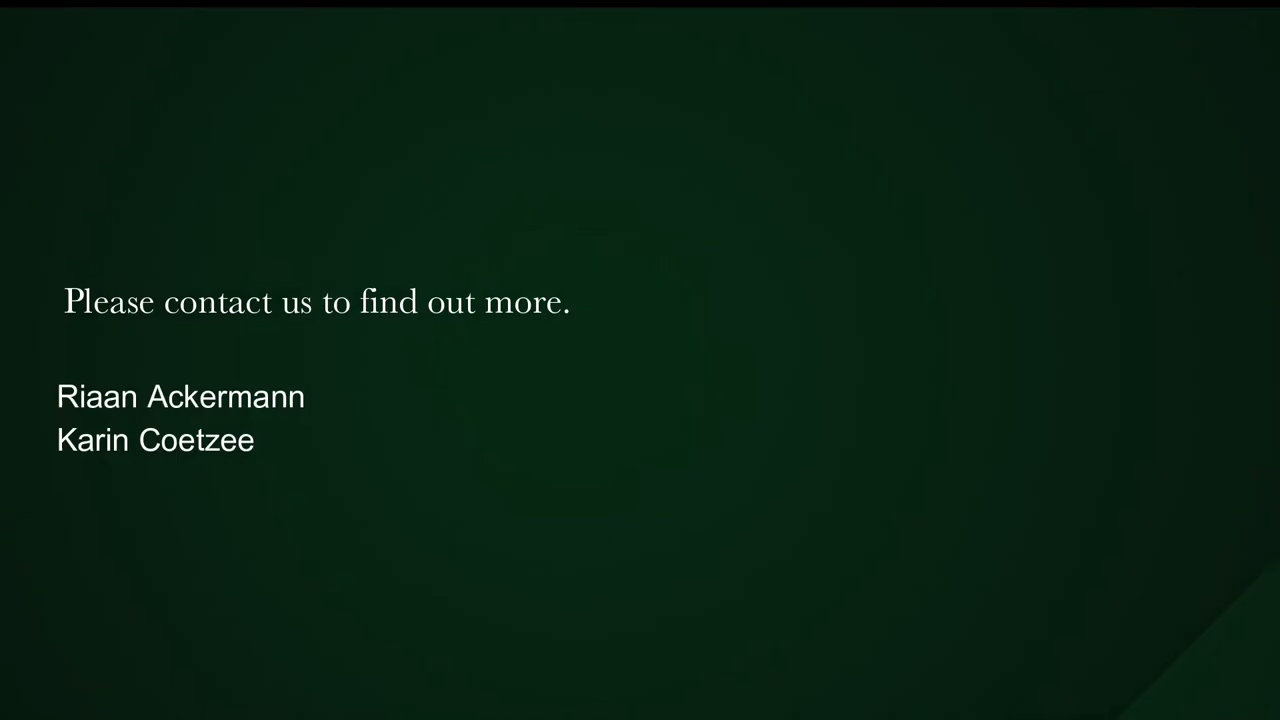 Please contact us to find out more.
Riaan Ackermann
Karin Coetzee